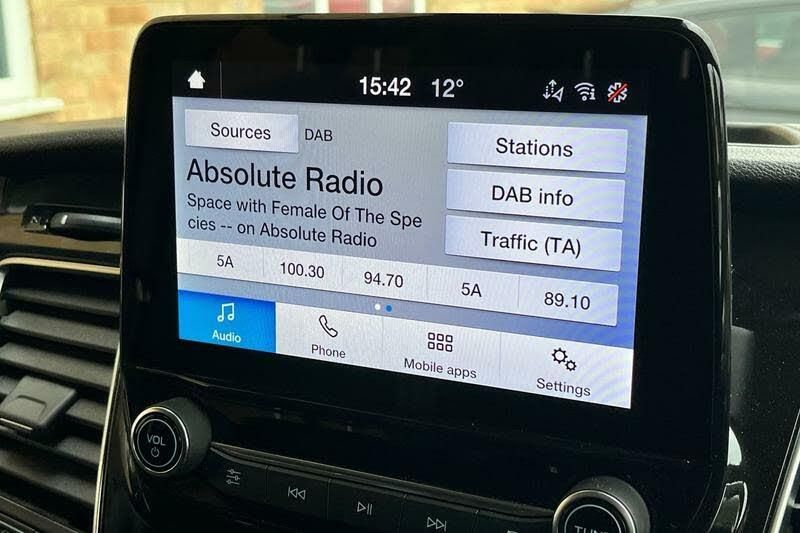 15:42 12°
Sources DAB
Absolute Radio
Space with Female Of The Spe
cies -- on Absolute Radio
Stations
DAB info
Traffic (TA)
5A 100.30 94.70 5A 89.10
Audio Phone Mobile apps Settings
VOL
TUNE